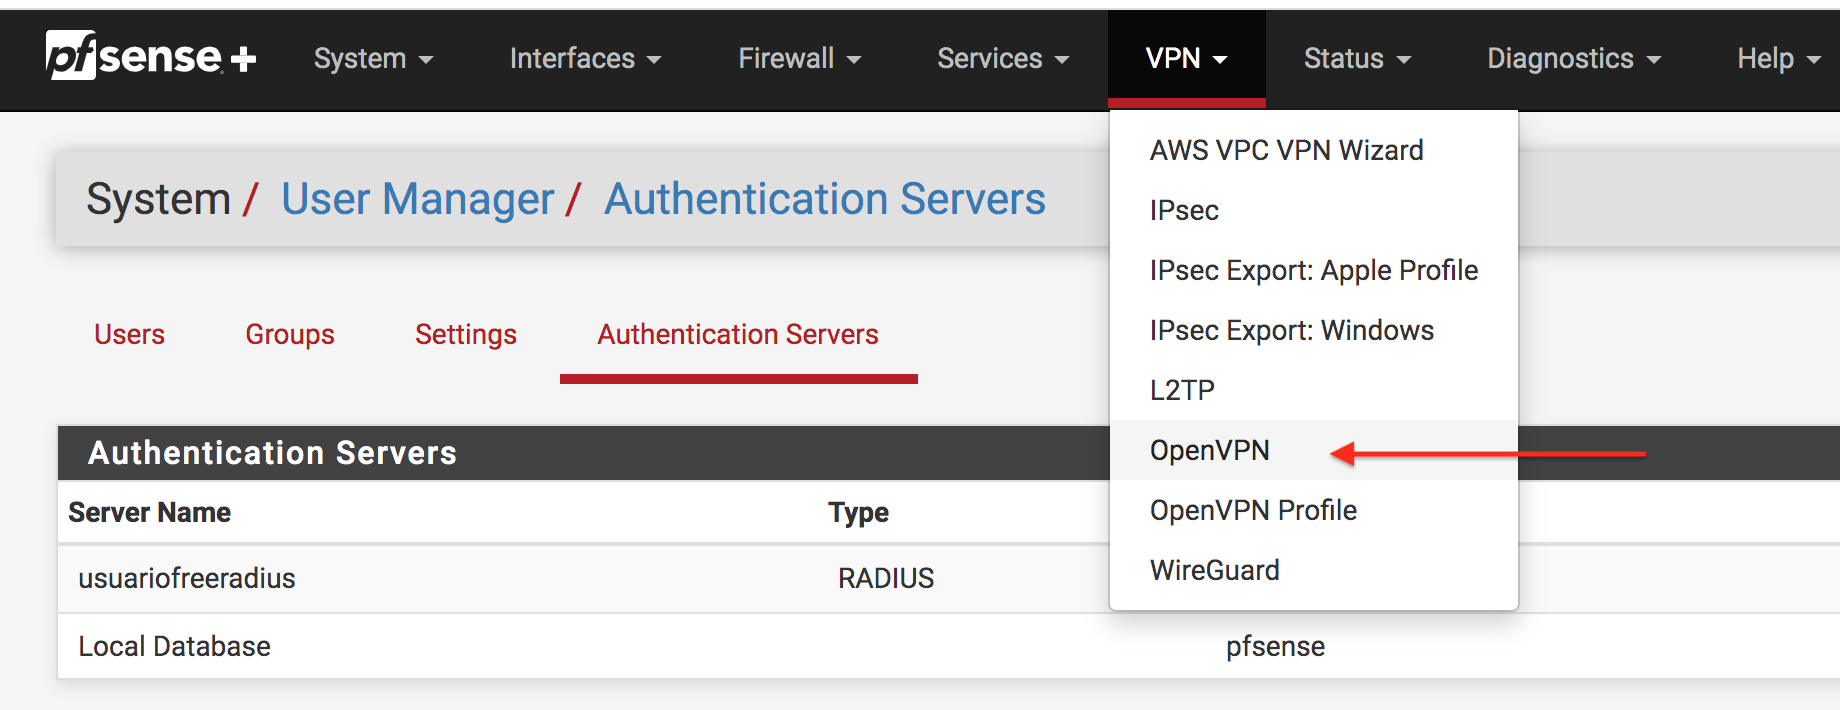 pfsense+ System Interfaces Firewall Services VPN Status Diagnostics Help
AWS VPC VPN Wizard
System / User Manager / Authentication Servers
IPsec
IPsec Export: Apple Profile
Users Groups Settings Authentication Servers
IPsec Export: Windows
L2TP
Authentication Servers
OpenVPN
Server Name Type
OpenVPN Profile
usuariofreeradius RADIUS
WireGuard
Local Database pfsense